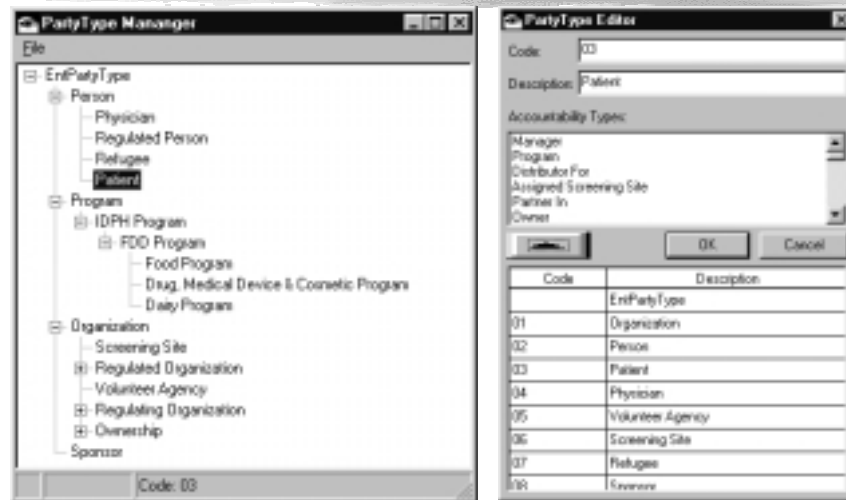 PartyType Mananger
File
EntPartyType
Person
Physician
Regulated Person
Refugee
Patient
Program
IDPH Program
FDD Program
Food Program
Drug, Medical Device & Cosmetic Program
Dairy Program
Organization
Screening Site
Regulated Organization
Volunteer Agency
Regulating Organization
Ownership
Sponsor
Code: 03
PartyType Editor
Code: 03
Description: Patient
Accountability Types:
Manager
Program
Distributor For
Assigned Screening Site
Partner In
Owner
OK Cancel
Code Description
EntPartyType
01 Organization
02 Person
03 Patient
04 Physician
05 Volunteer Agency
06 Screening Site
07 Refugee
08 Sponsor